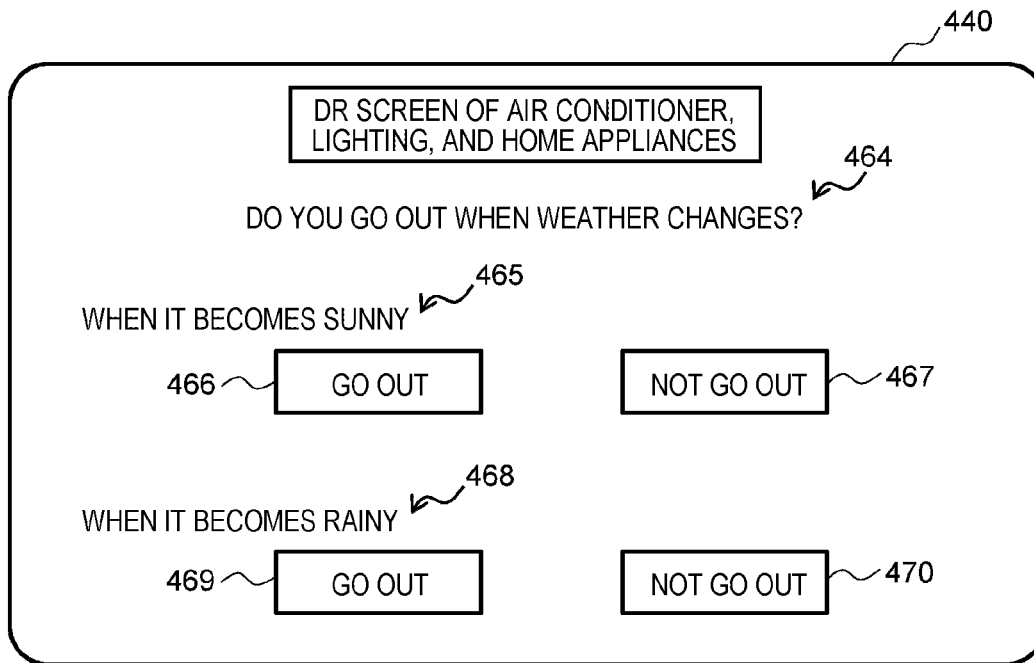 440
DR SCREEN OF AIR CONDITIONER,
LIGHTING, AND HOME APPLIANCES
464
DO YOU GO OUT WHEN WEATHER CHANGES?
465
WHEN IT BECOMES SUNNY
466 GO OUT NOT GO OUT 467
468
WHEN IT BECOMES RAINY
469 GO OUT NOT GO OUT 470